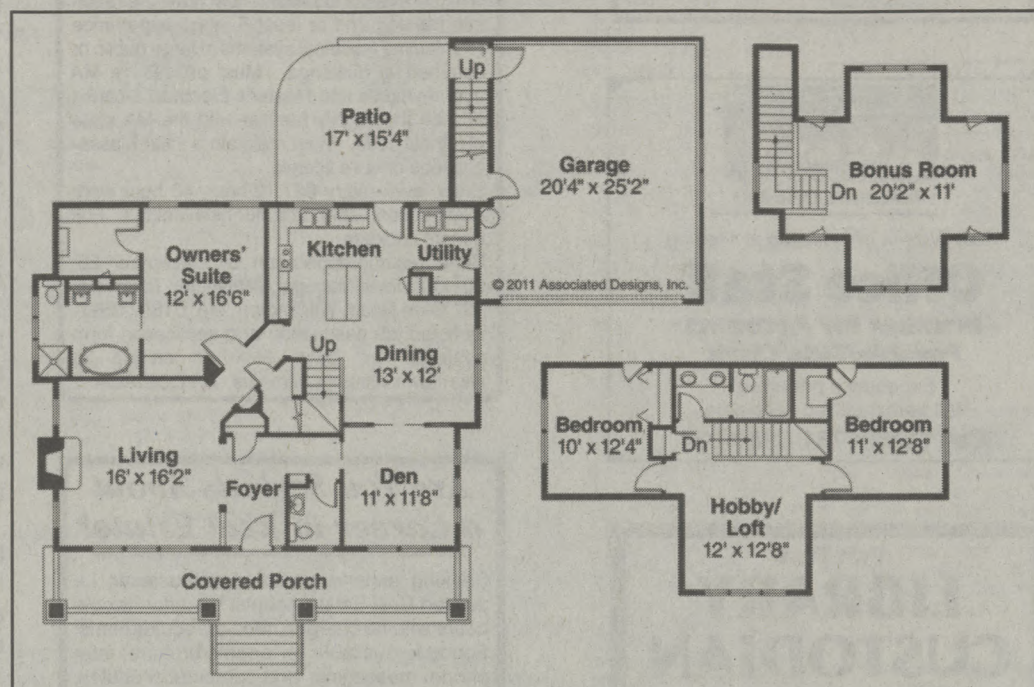 Up
Patio
17' x 15'4"
Garage
20'4" x 25'2"
Bonus Room
Dn 20'2" x 11'
Owners'
Suite
12' x 16'6"
Kitchen
Utility
© 2011 Associated Designs, Inc.
Up
Dining
13' x 12'
Living
16' x 16'2"
Foyer
Den
11' x 11'8"
Covered Porch
Bedroom
10' x 12'4"
Dn
Bedroom
11' x 12'8"
Hobby/
Loft
12' x 12'8"